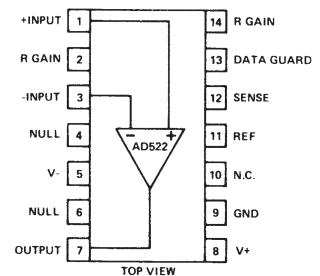 +INPUT 1 14 R GAIN
R GAIN 2 13 DATA GUARD
-INPUT 3 12 SENSE
NULL 4 - + 11 REF
AD522
V- 5 10 N.C.
NULL 6 9 GND
OUTPUT 7 8 V+
TOP VIEW